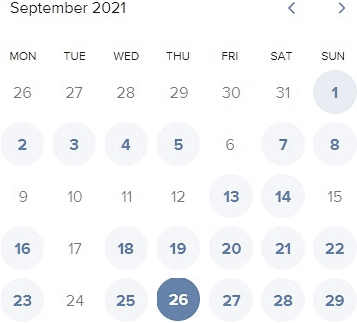 September 2021
MON TUE WED THU FRI SAT SUN
26 27 28 29 30 31 1
2 3 4 5 6 7 8
9 10 11 12 13 14 15
16 17 18 19 20 21 22
23 24 25 26 27 28 29